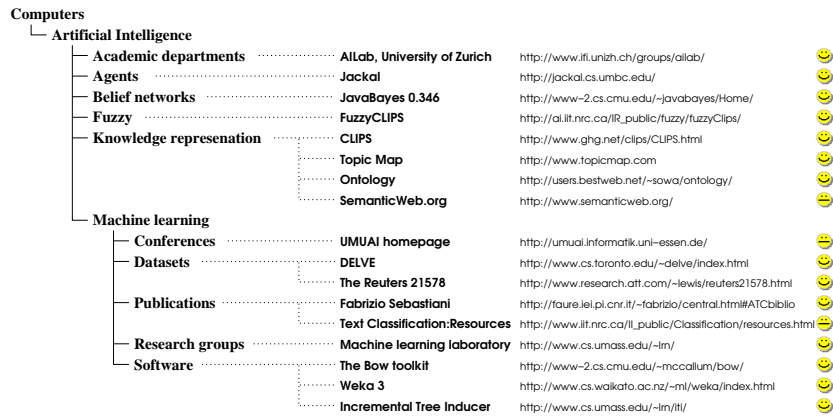 Computers
Artificial Intelligence
Academic departments AILab, University of Zurich http://www.ifi.unizh.ch/groups/ailab/
Agents Jackal http://jackal.cs.umbc.edu/
Belief networks JavaBayes 0.346 http://www-2.cs.cmu.edu/~javabayes/Home/
Fuzzy FuzzyCLIPS http://ai.iit.nrc.ca/IR_public/fuzzy/fuzzyClips/
Knowledge represenation CLIPS http://www.ghg.net/clips/CLIPS.html
Topic Map http://www.topicmap.com
Ontology http://users.bestweb.net/~sowa/ontology/
SemanticWeb.org http://www.semanticweb.org/
Machine learning
Conferences UMUAI homepage http://umuai.informatik.uni-essen.de/
Datasets DELVE http://www.cs.toronto.edu/~delve/index.html
The Reuters 21578 http://www.research.att.com/~lewis/reuters21578.html
Publications Fabrizio Sebastiani http://faure.iei.pi.cnr.it/~fabrizio/central.html#ATCbiblio
Text Classification:Resources http://www.iit.nrc.ca/II_public/Classification/resources.html
Research groups Machine learning laboratory http://www.cs.umass.edu/~lrn/
Software The Bow toolkit http://www-2.cs.cmu.edu/~mccallum/bow/
Weka 3 http://www.cs.waikato.ac.nz/~ml/weka/index.html
Incremental Tree Inducer http://www.cs.umass.edu/~lrn/iti/